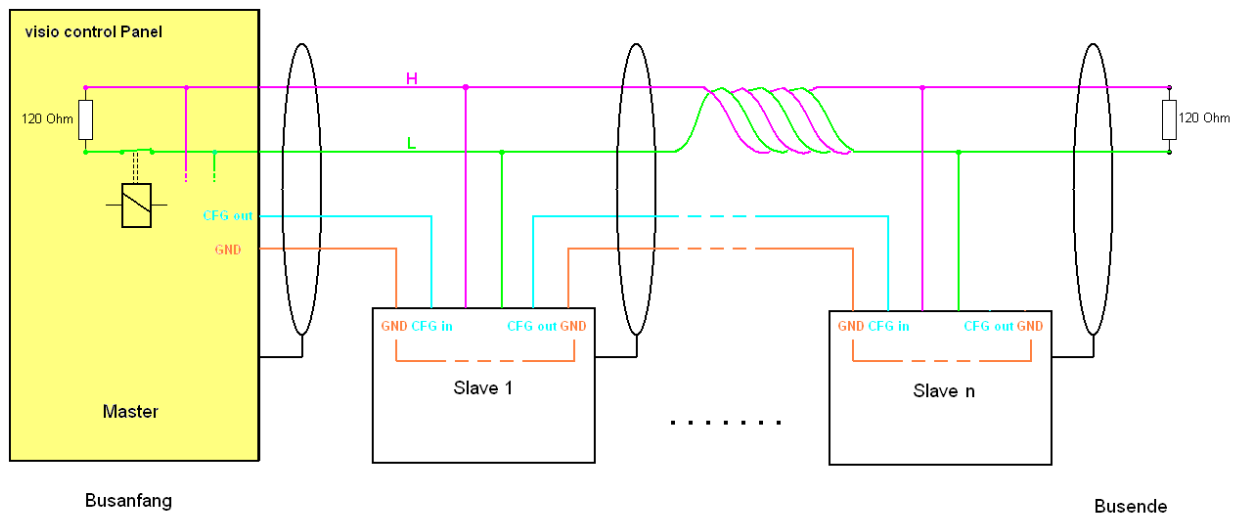 visio control Panel
H
120 Ohm
120 Ohm
L
CFG out
GND
GND CFG in
CFG out GND
GND CFG in
CFG out GND
Slave 1
Slave n
Master
Busanfang
Busende